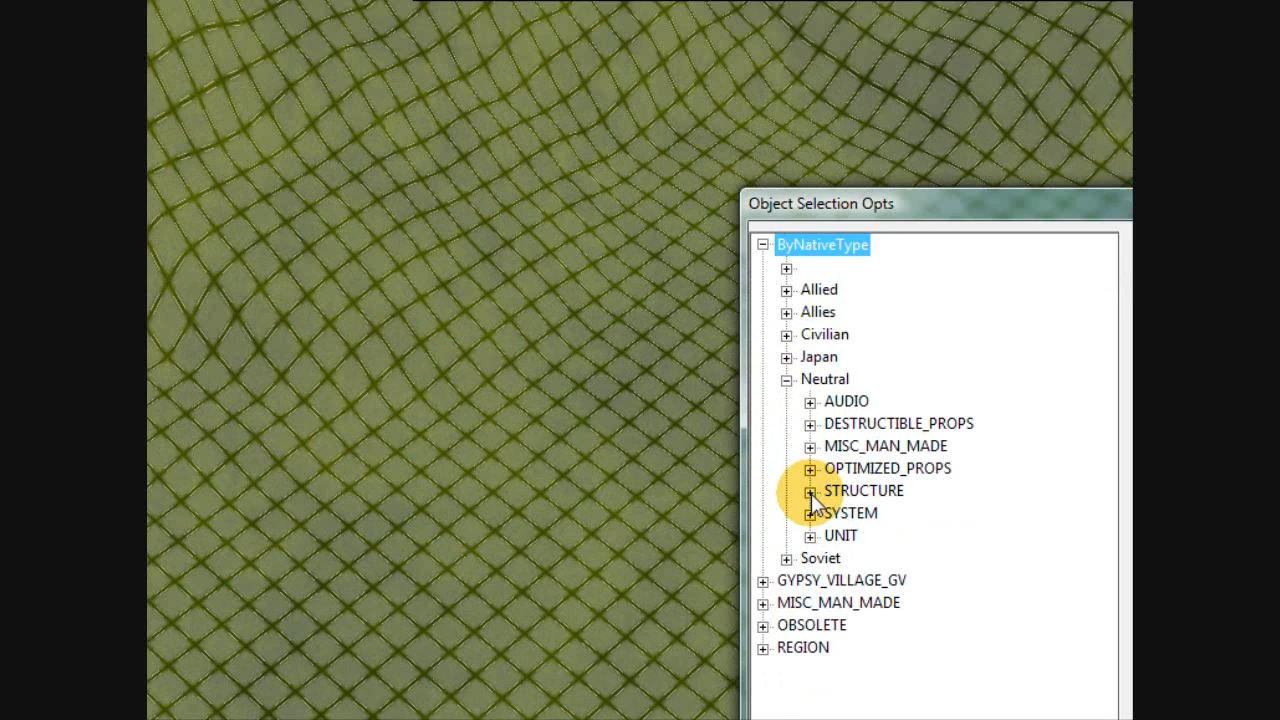 Object Selection Opts
ByNativeType
Allied
Allies
Civilian
Japan
Neutral
AUDIO
DESTRUCTIBLE_PROPS
MISC_MAN_MADE
OPTIMIZED_PROPS
STRUCTURE
SYSTEM
UNIT
Soviet
GYPSY_VILLAGE_GV
MISC_MAN_MADE
OBSOLETE
REGION